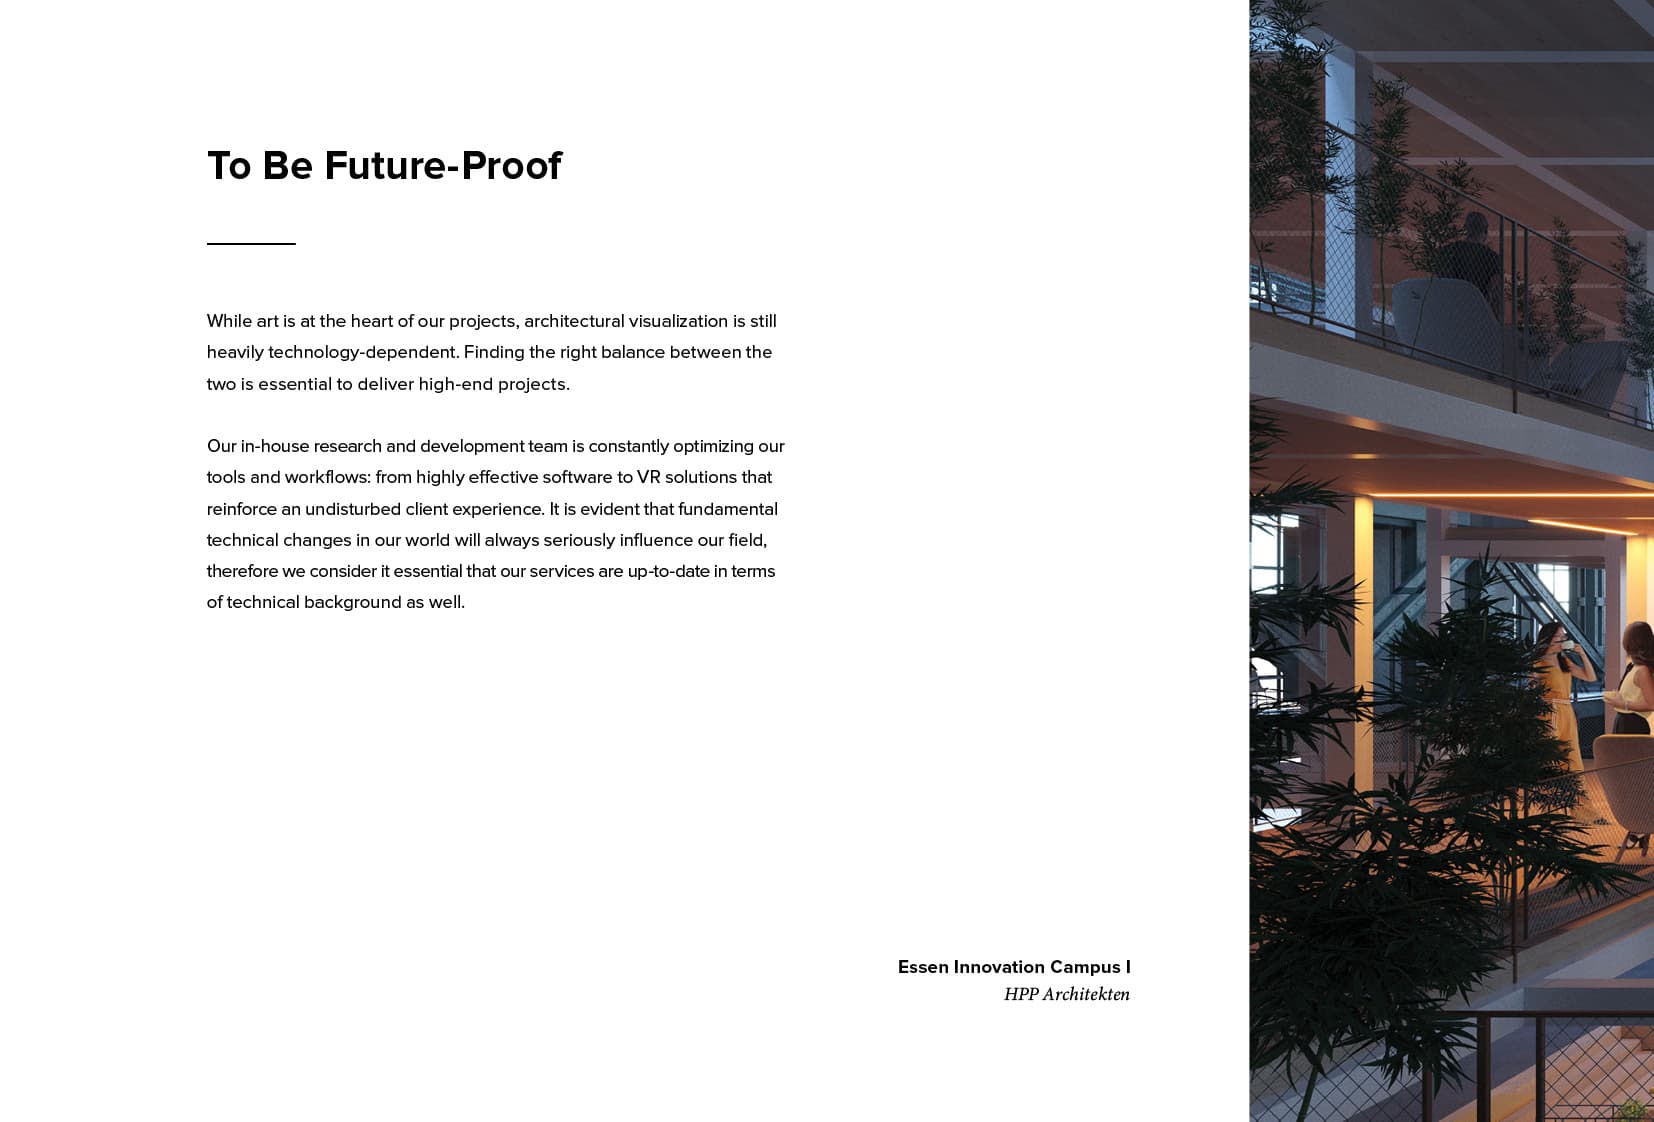 To Be Future-Proof
While art is at the heart of our projects, architectural visualization is still
heavily technology-dependent. Finding the right balance between the
two is essential to deliver high-end projects.
Our in-house research and development team is constantly optimizing our
tools and workflows: from highly effective software to VR solutions that
reinforce an undisturbed client experience. It is evident that fundamental
technical changes in our world will always seriously influence our field,
therefore we consider it essential that our services are up-to-date in terms
of technical background as well.
Essen Innovation Campus I
HPP Architekten